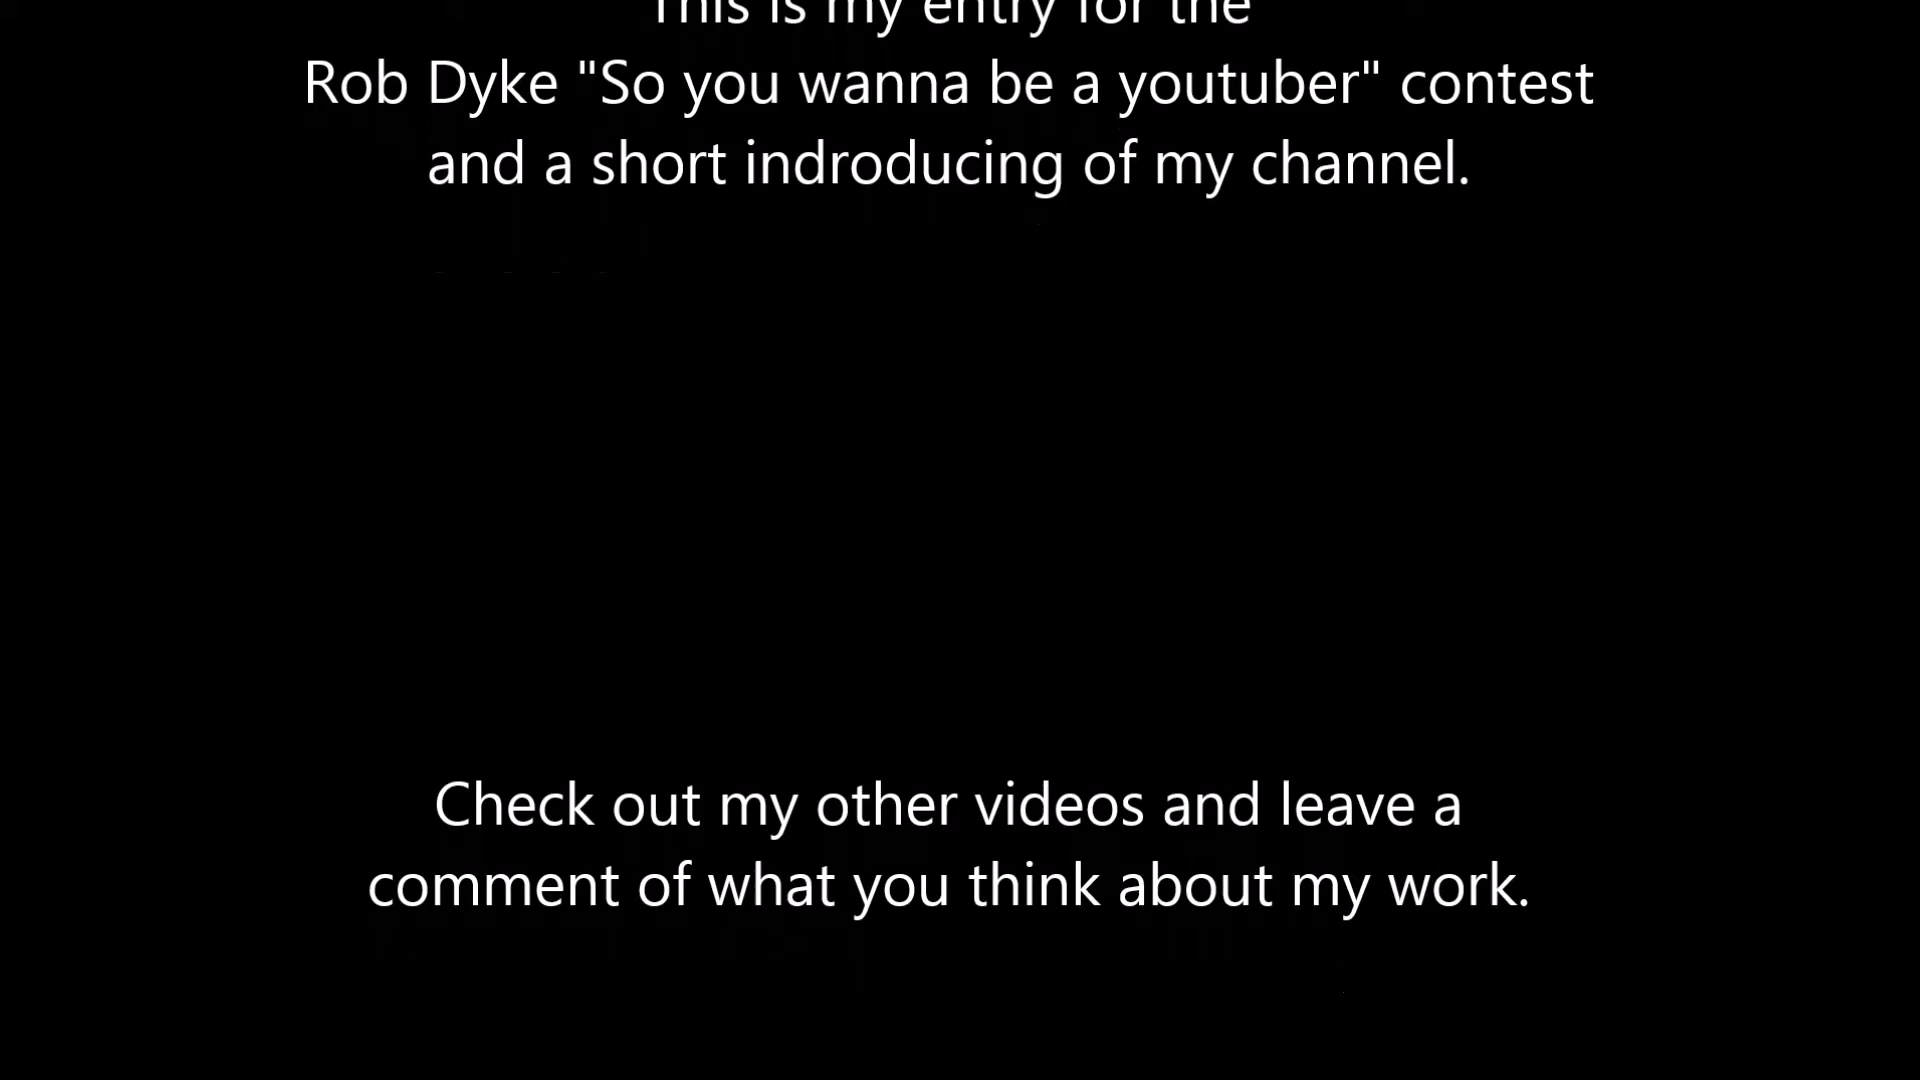 This is my entry for the
Rob Dyke "So you wanna be a youtuber" contest
and a short indroducing of my channel.
Check out my other videos and leave a
comment of what you think about my work.